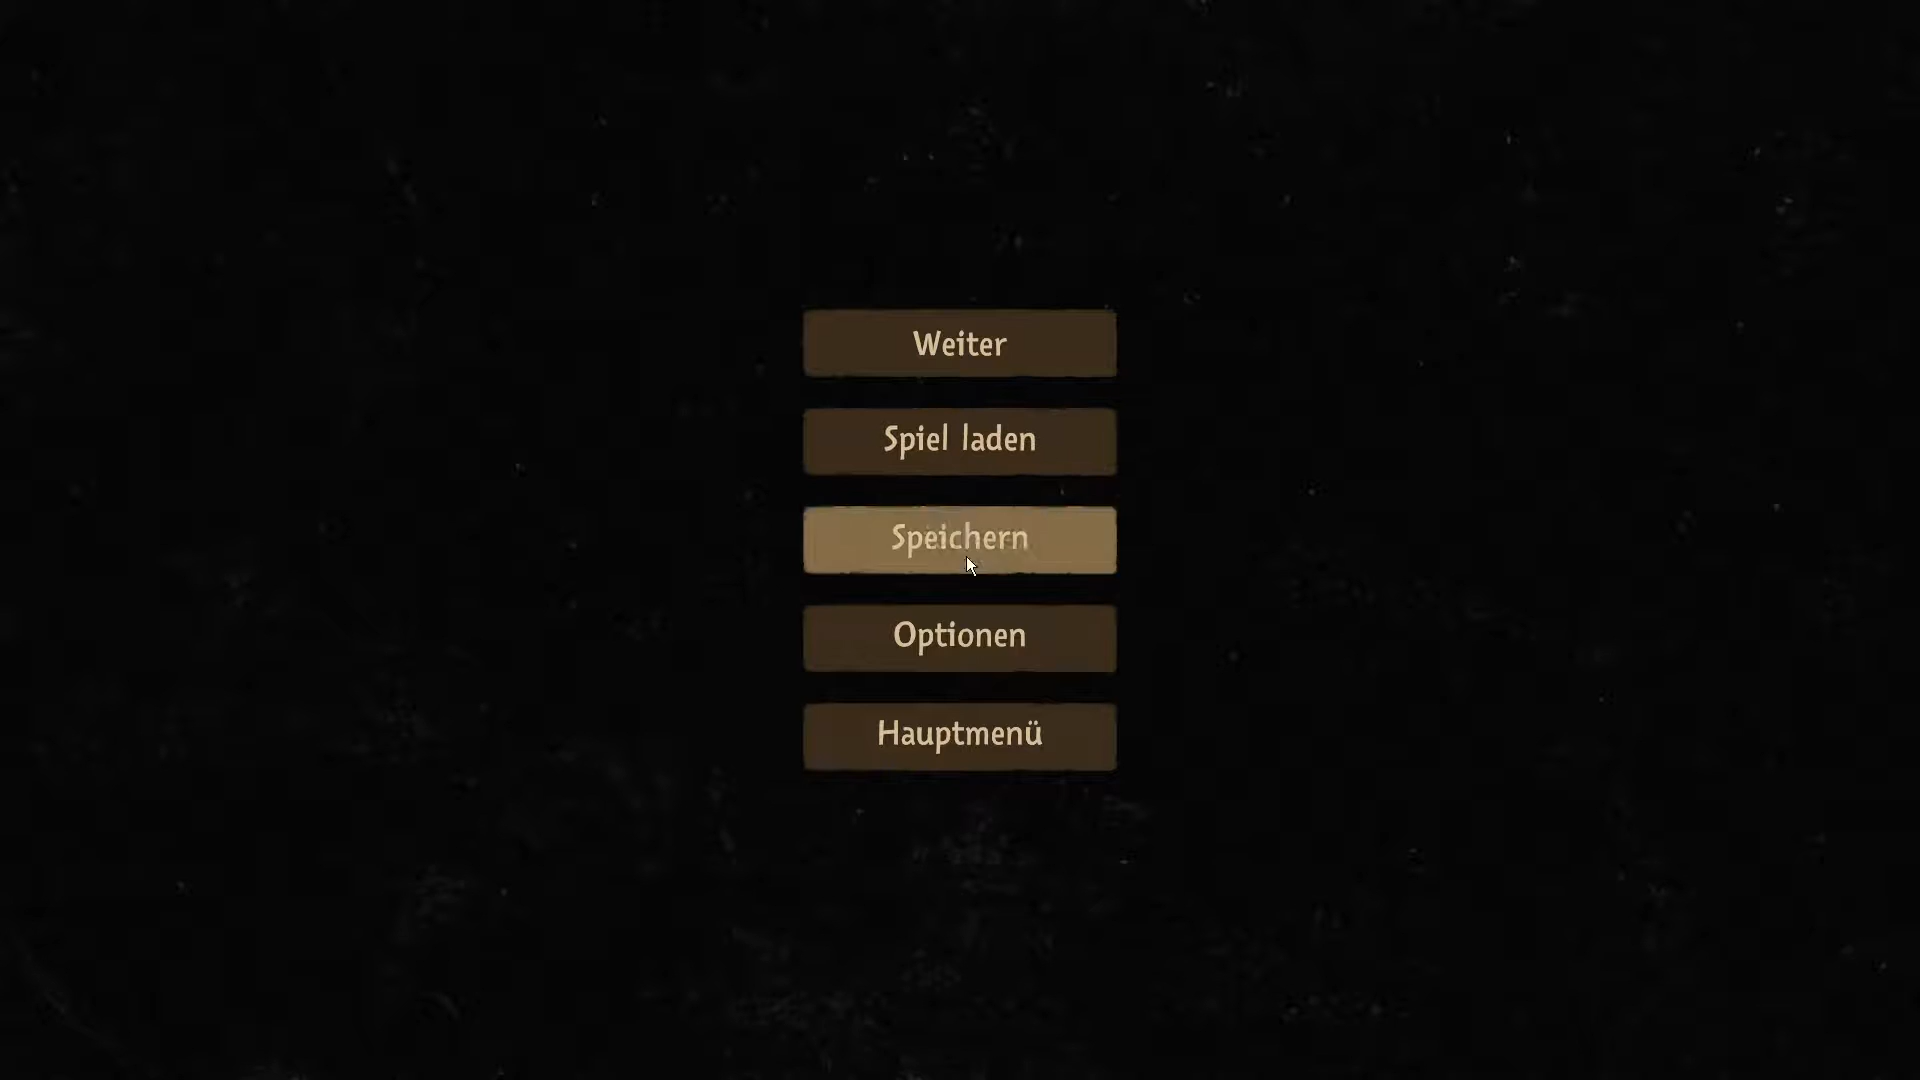 Weiter
Spiel laden
Speichern
Optionen
Hauptmenü